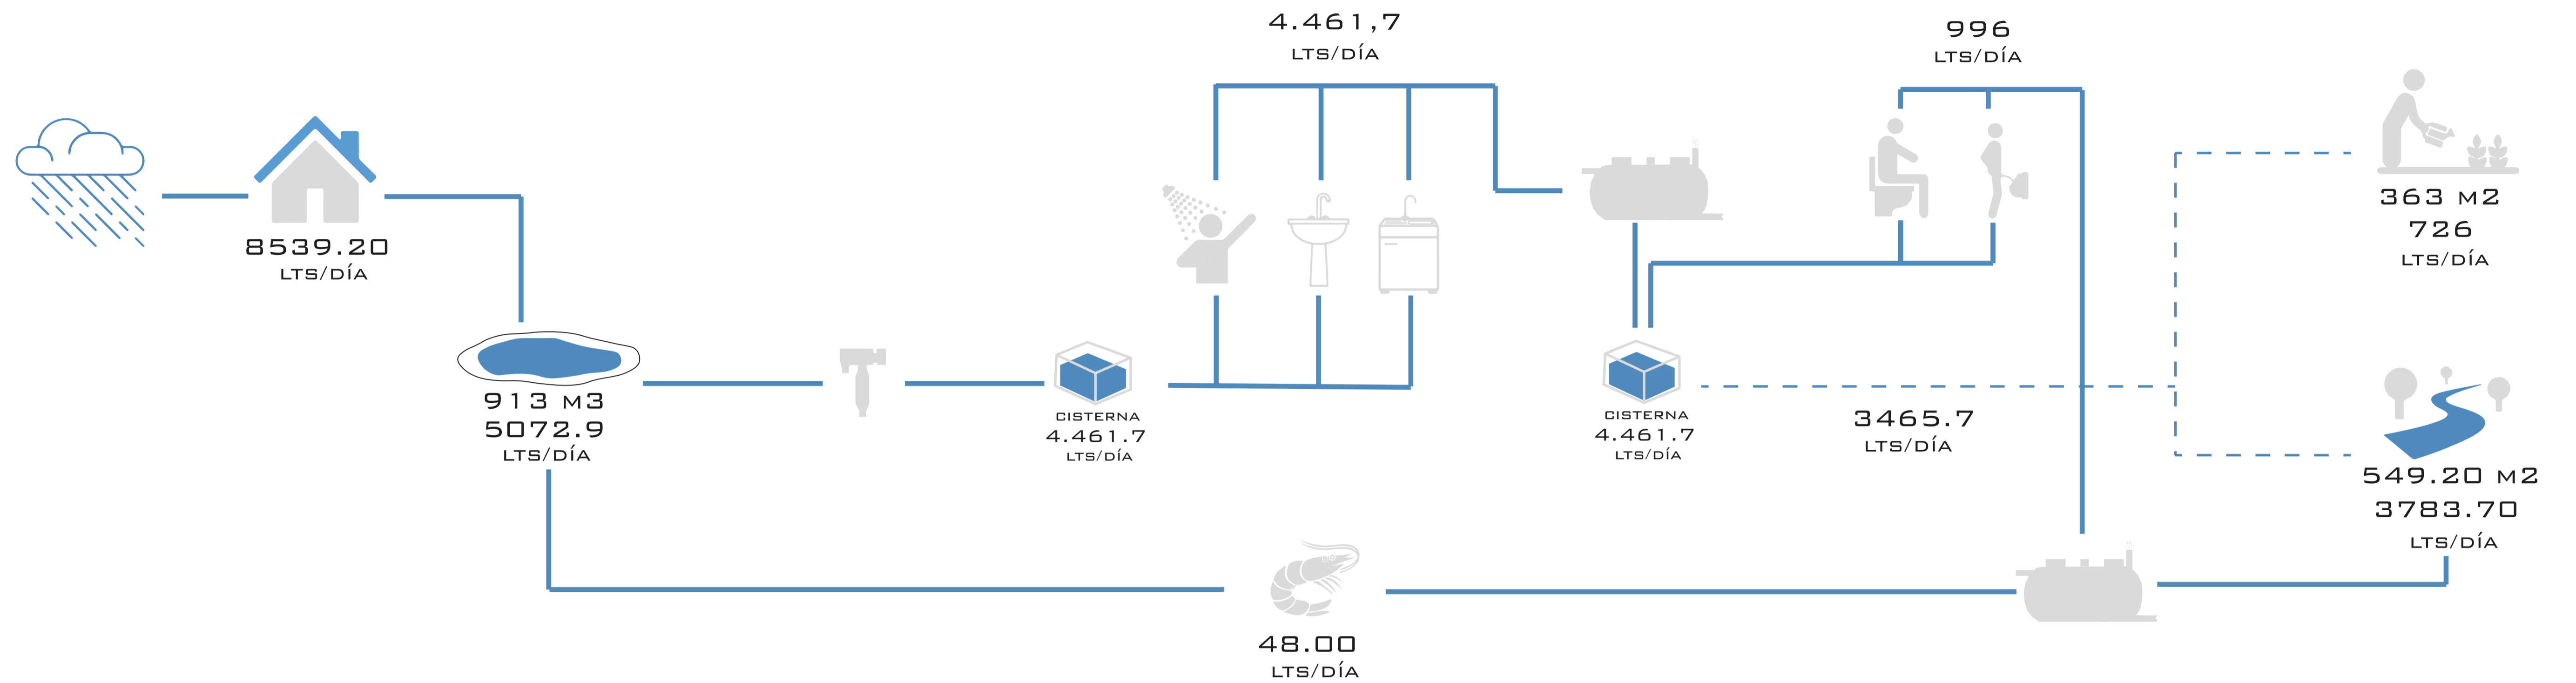 8539.20
LTS/DÍA
913 M3
5072.9
LTS/DÍA
CISTERNA
4.461.7
LTS/DÍA
4.461,7
LTS/DÍA
CISTERNA
4.461.7
LTS/DÍA
996
LTS/DÍA
3465.7
LTS/DÍA
363 M2
726
LTS/DÍA
549.20 M2
3783.70
LTS/DÍA
48.00
LTS/DÍA